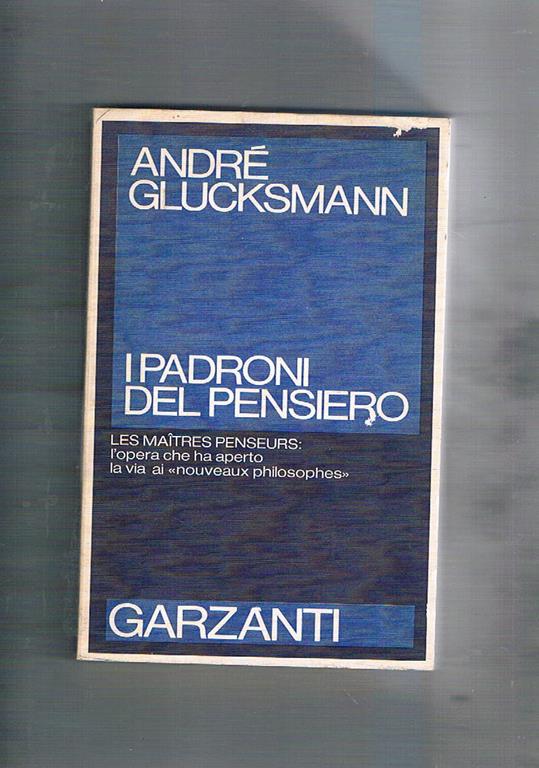 ANDRÉ
GLUCKSMANN
I PADRONI
DEL PENSIERO
LES MAÎTRES PENSEURS:
l'opera che ha aperto
la via ai «nouveaux philosophes»
GARZANTI